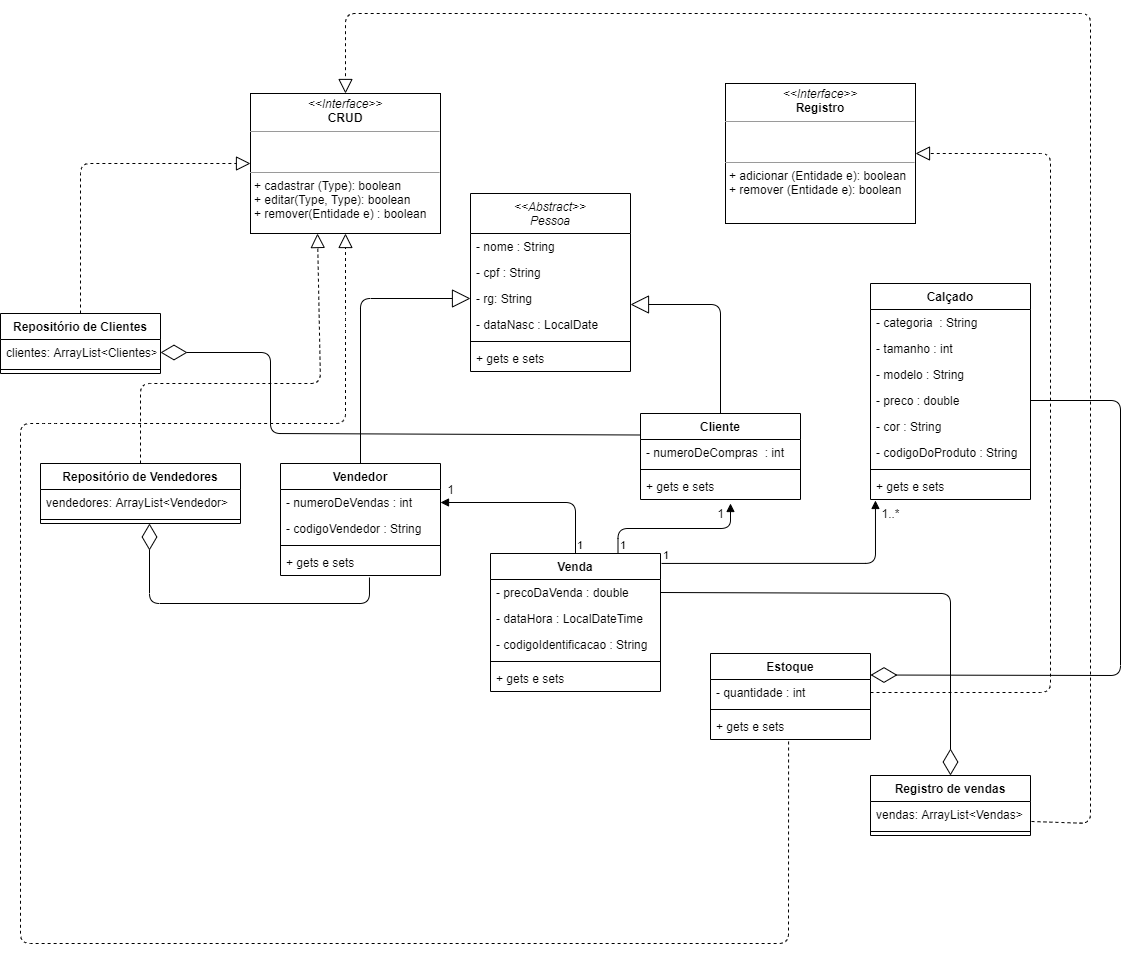 <<Interface>>
CRUD
+ cadastrar (Type): boolean
+ editar(Type, Type): boolean
+ remover(Entidade e) : boolean
<<Interface>>
Registro
+ adicionar (Entidade e): boolean
+ remover (Entidade e): boolean
<<Abstract>>
Pessoa
- nome : String
- cpf : String
- rg: String
- dataNasc : LocalDate
+ gets e sets
Repositório de Clientes
clientes: ArrayList<Clientes>
Calçado
- categoria : String
- tamanho : int
- modelo : String
- preco : double
- cor : String
- codigoDoProduto : String
+ gets e sets
Cliente
- numeroDeCompras : int
+ gets e sets
Repositório de Vendedores
vendedores: ArrayList<Vendedor>
Vendedor
- numeroDeVendas : int
- codigoVendedor : String
+ gets e sets
1
1
1
1
1
1..*
Venda
- precoDaVenda : double
- dataHora : LocalDateTime
- codigoIdentificacao : String
+ gets e sets
Estoque
- quantidade : int
+ gets e sets
Registro de vendas
vendas: ArrayList<Vendas>